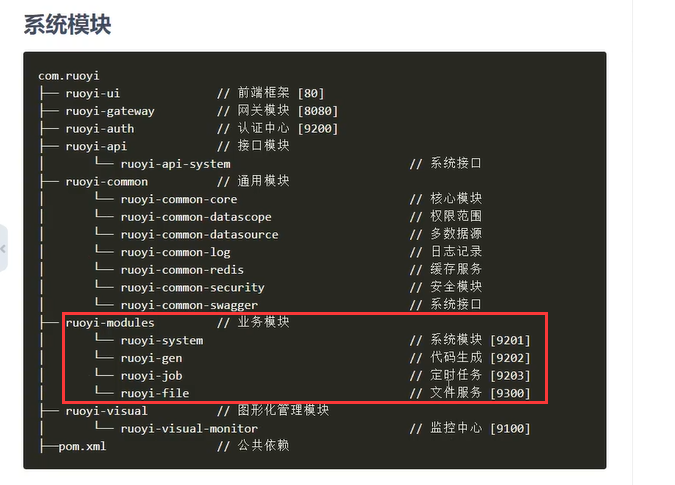 系统模块
com.ruoyi
├── ruoyi-ui // 前端框架 [80]
├── ruoyi-gateway // 网关模块 [8080]
├── ruoyi-auth // 认证中心 [9200]
├── ruoyi-api // 接口模块
│ └── ruoyi-api-system // 系统接口
├── ruoyi-common // 通用模块
│ └── ruoyi-common-core // 核心模块
│ └── ruoyi-common-datascope // 权限范围
│ └── ruoyi-common-datasource // 多数据源
│ └── ruoyi-common-log // 日志记录
│ └── ruoyi-common-redis // 缓存服务
│ └── ruoyi-common-security // 安全模块
│ └── ruoyi-common-swagger // 系统接口
├── ruoyi-modules // 业务模块
│ └── ruoyi-system // 系统模块 [9201]
│ └── ruoyi-gen // 代码生成 [9202]
│ └── ruoyi-job // 定时任务 [9203]
│ └── ruoyi-file // 文件服务 [9300]
├── ruoyi-visual // 图形化管理模块
│ └── ruoyi-visual-monitor // 监控中心 [9100]
├──pom.xml // 公共依赖